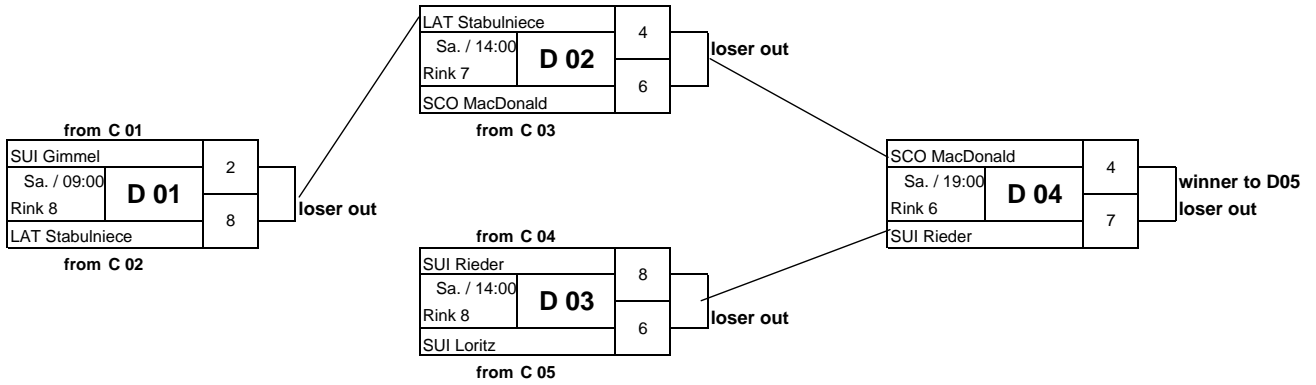 from C 01
SUI Gimmel
2
Sa. / 09:00
D 01
Rink 8
8
LAT Stabulniece
from C 02
loser out
LAT Stabulniece
4
Sa. / 14:00
D 02
Rink 7
6
SCO MacDonald
from C 03
loser out
from C 04
SUI Rieder
8
Sa. / 14:00
D 03
Rink 8
6
SUI Loritz
from C 05
loser out
SCO MacDonald
4
Sa. / 19:00
D 04
Rink 6
7
SUI Rieder
winner to D05
loser out